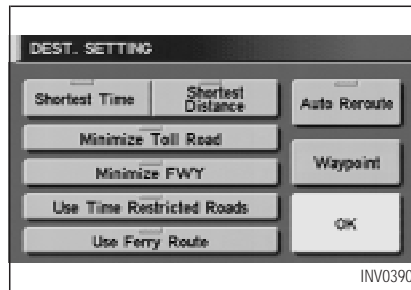 DEST. SETTING
Shortest Time
Shortest
Distance
Auto Reroute
Minimize Toll Road
Minimize FWY
Waypoint
Use Time Restricted Roads
OK
Use Ferry Route
INV0390